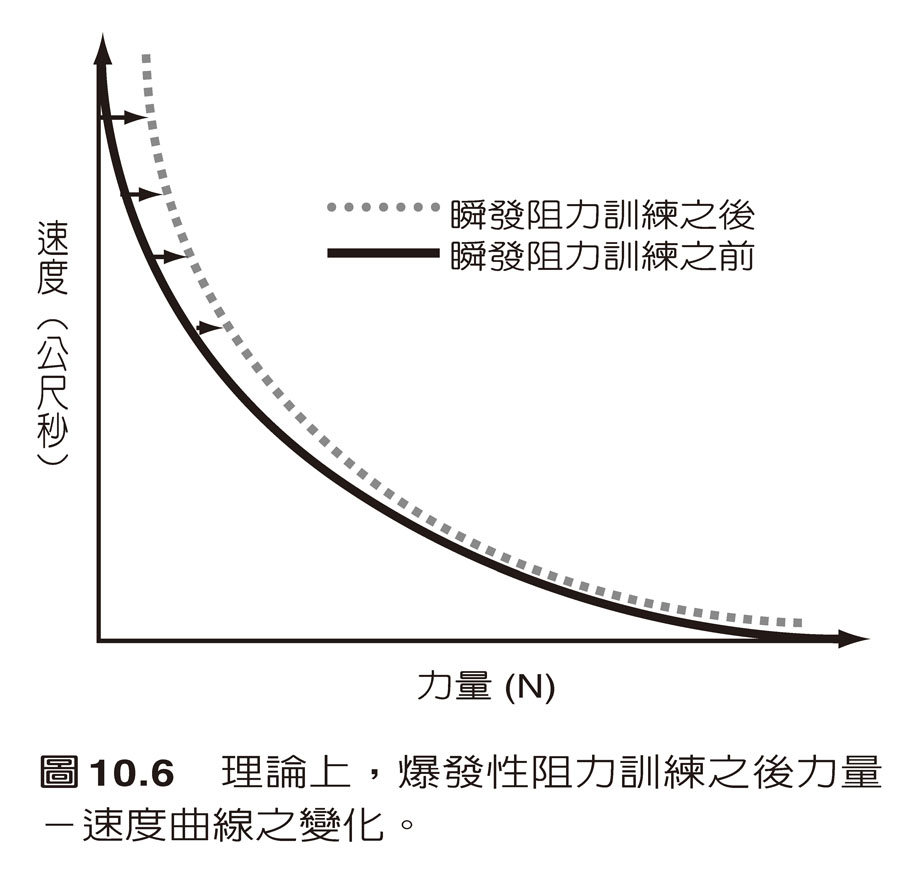 瞬發阻力訓練之後
瞬發阻力訓練之前
速度（公尺秒）
力量 (N)
圖 10.6　理論上，爆發性阻力訓練之後力量
－速度曲線之變化。